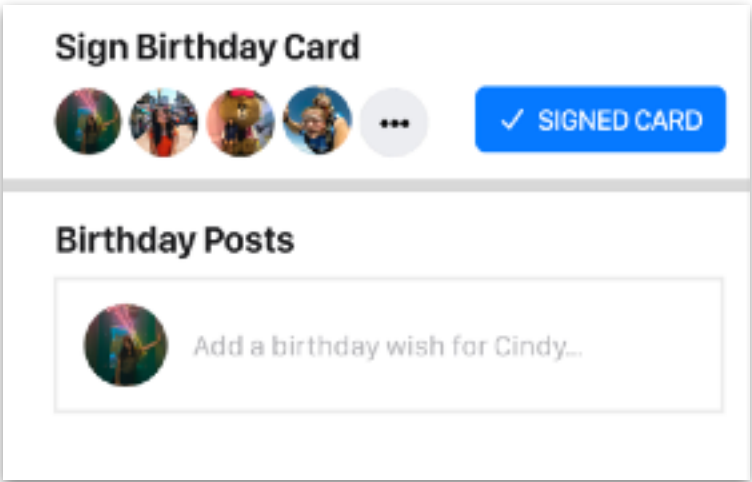 Sign Birthday Card
✓ SIGNED CARD
Birthday Posts
Add a birthday wish for Cindy...